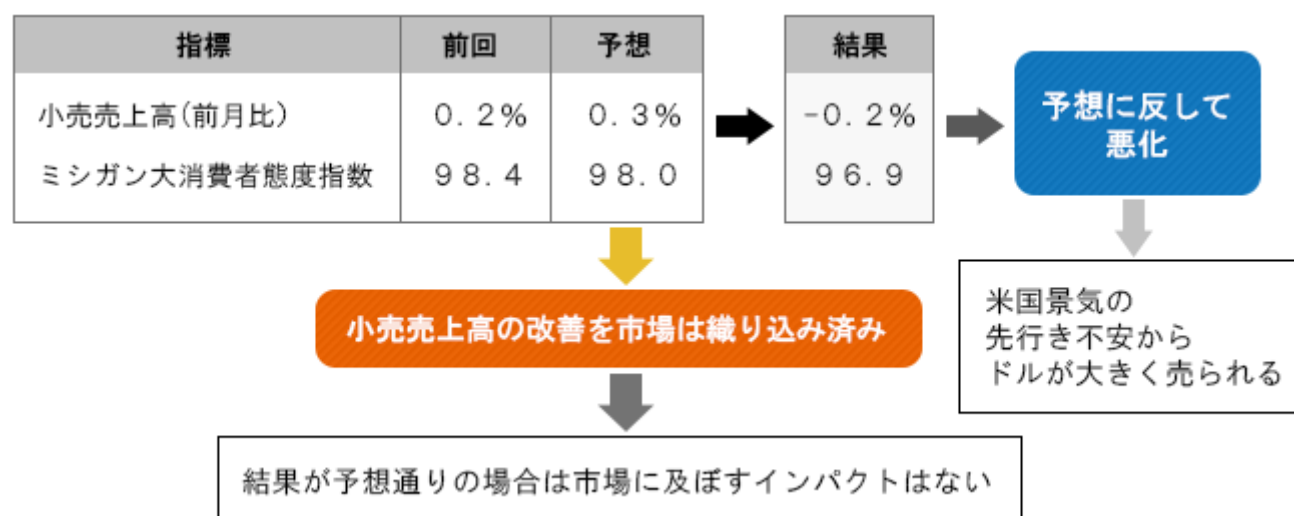 指標 前回 予想 結果
小売売上高(前月比) 0.2% 0.3% -0.2%
ミシガン大消費者態度指数 98.4 98.0 96.9
予想に反して
悪化
小売売上高の改善を市場は織り込み済み
米国景気の
先行き不安から
ドルが大きく売られる
結果が予想通りの場合は市場に及ぼすインパクトはない